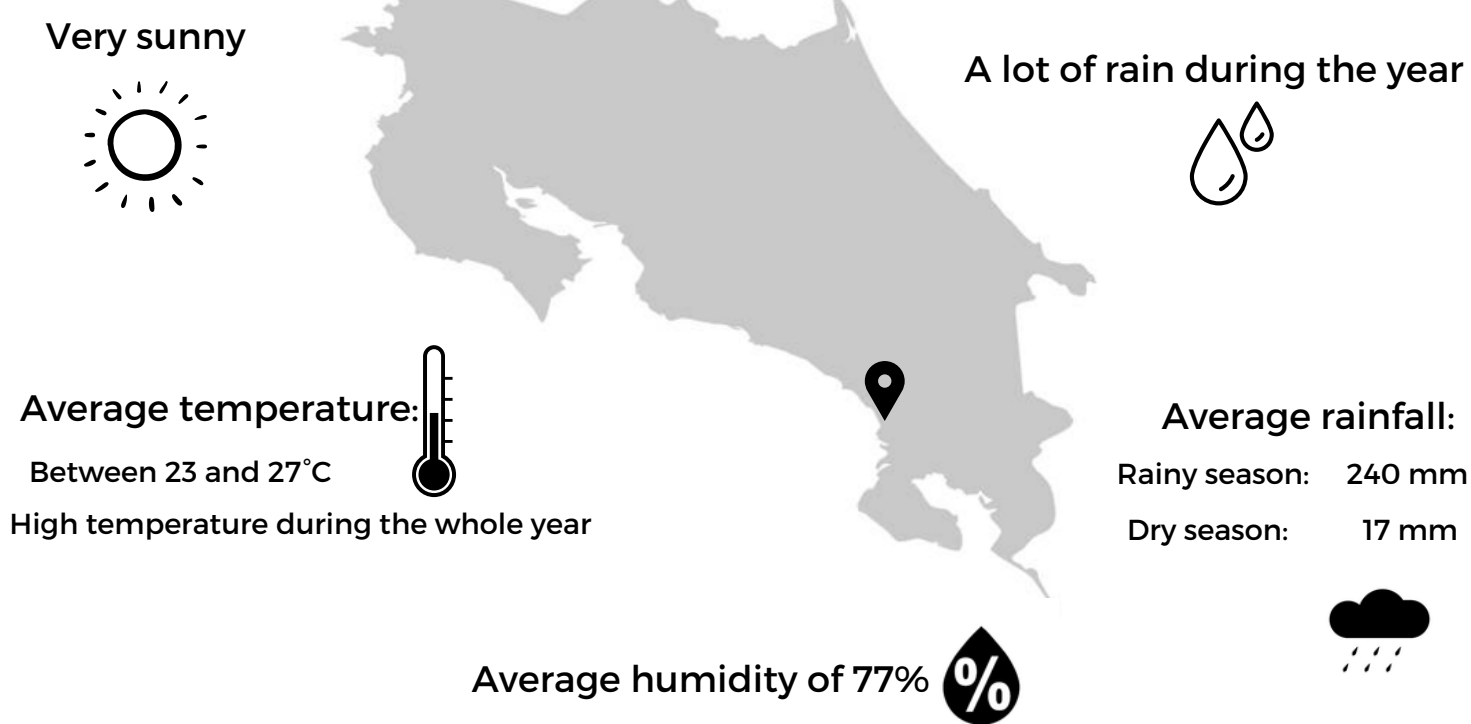 Very sunny
A lot of rain during the year
Average temperature:
Between 23 and 27°C
High temperature during the whole year
Average rainfall:
Rainy season: 240 mm
Dry season: 17 mm
Average humidity of 77%
%